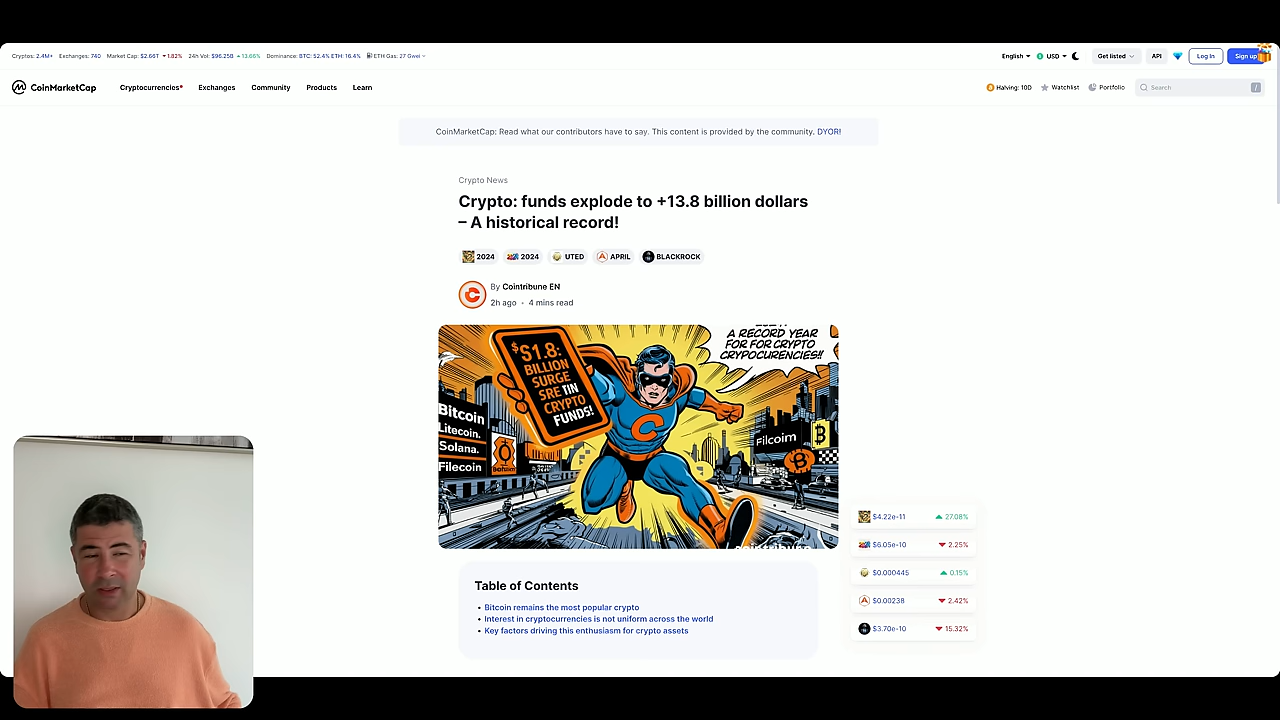 Cryptos: 2.4M+ Exchanges: 740 Market Cap: $2.66T 1.82% 24h Vol: $96.25B 13.66% Dominance: BTC: 52.4% ETH: 16.4% ETH Gas: 27 Gwei
English USD Get listed API Log In Sign up
CoinMarketCap Cryptocurrencies Exchanges Community Products Learn
Halving: 10D Watchlist Portfolio Search /
CoinMarketCap: Read what our contributors have to say. This content is provided by the community. DYOR!
Crypto News
Crypto: funds explode to +13.8 billion dollars
– A historical record!
2024 2024 UTED APRIL BLACKROCK
By Cointribune EN
2h ago · 4 mins read
A RECORD YEAR
FOR FOR CRYPTO
CRYPOCURENCIES!!
$S1.8:
BILLION
SURGE
SRE TIN
CRYPTO
FUNDS!
Bitcoin
Litecoin.
Solana.
Filecoin
Filcoim
C
$4.22e-11 27.08%
$6.05e-10 2.25%
$0.000445 0.15%
$0.00238 2.42%
$3.70e-10 15.32%
Table of Contents
• Bitcoin remains the most popular crypto
• Interest in cryptocurrencies is not uniform across the world
• Key factors driving this enthusiasm for crypto assets